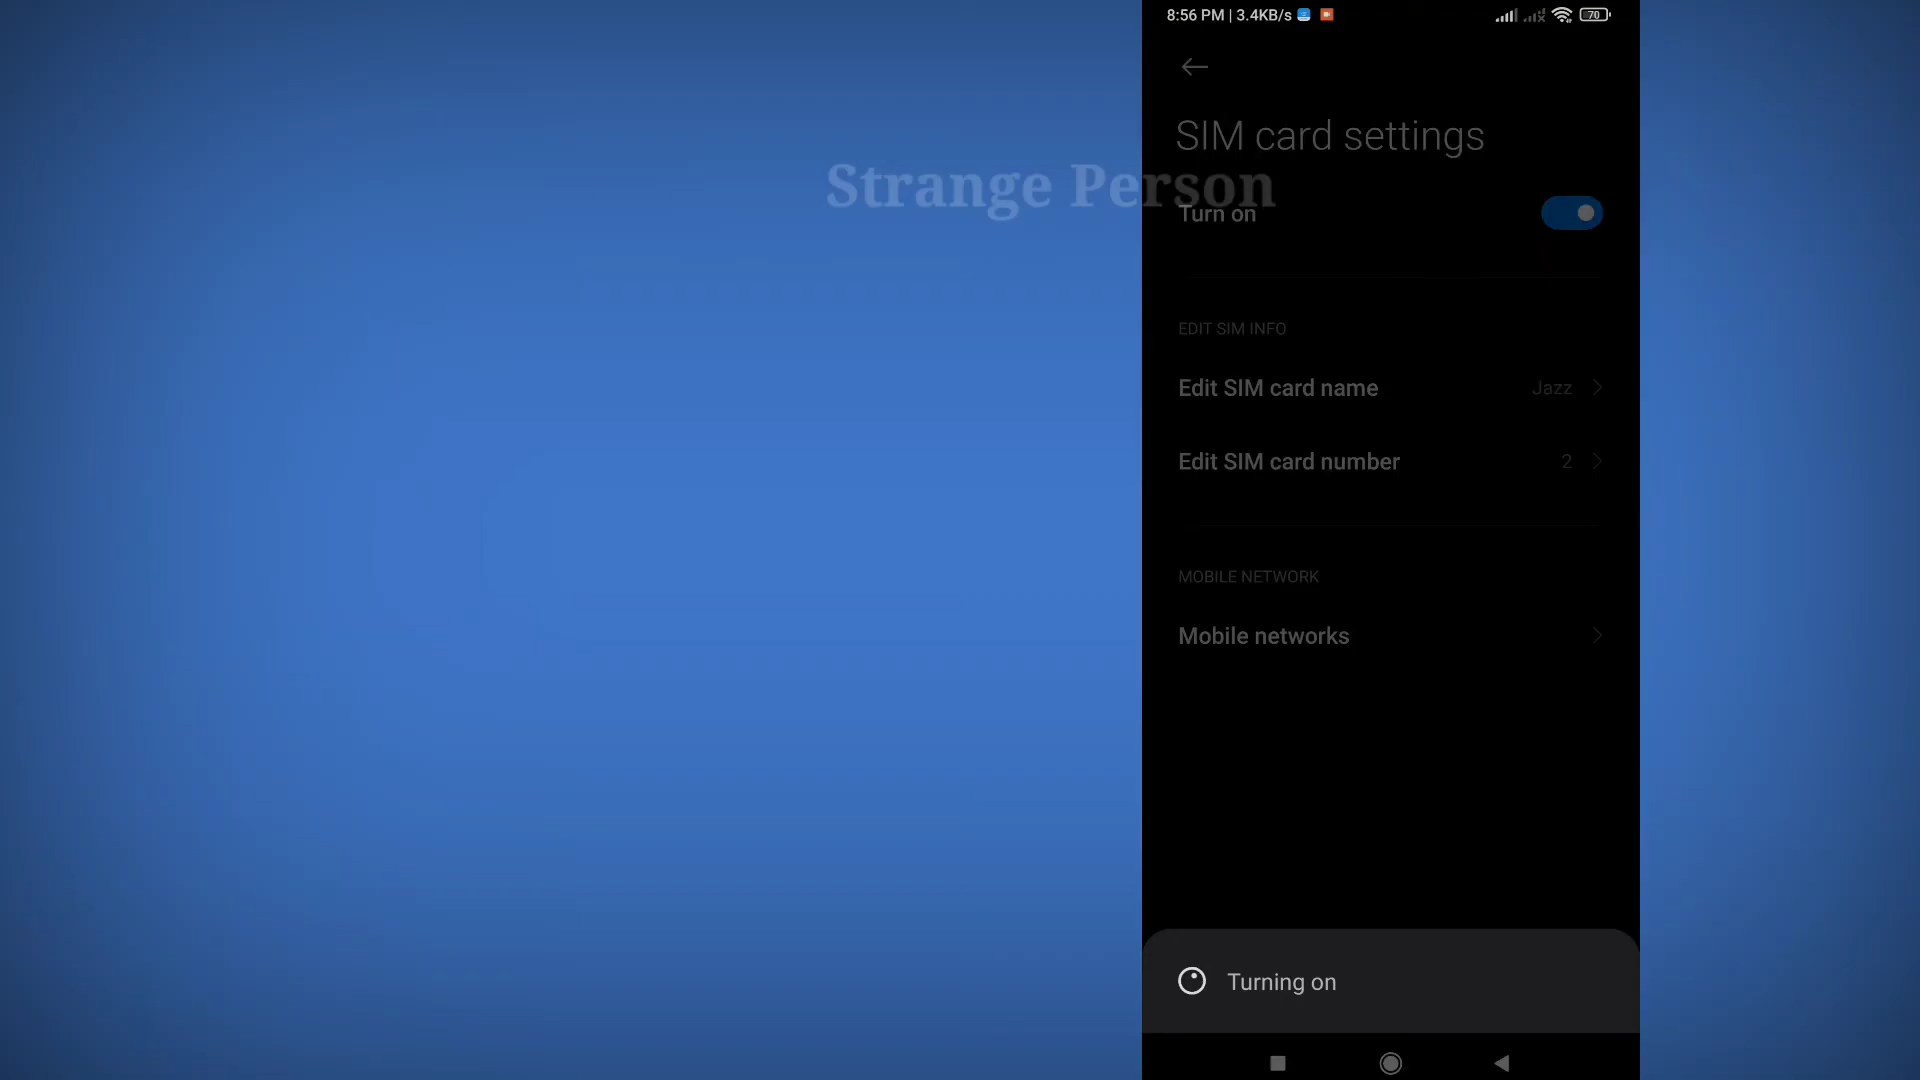 8:56 PM | 3.4KB/s
70
SIM card settings
Strange Person
Turn on
EDIT SIM INFO
Edit SIM card name
Jazz
Edit SIM card number
2
MOBILE NETWORK
Mobile networks
Turning on